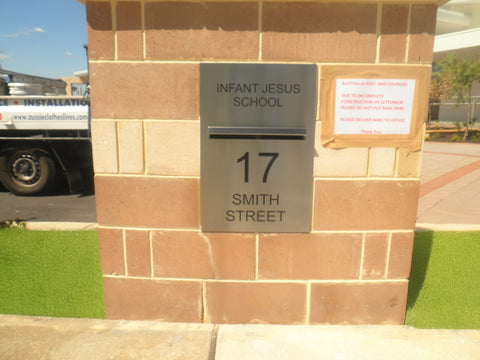 INSTALLATION
www.aussieclotheslines.com
INFANT JESUS
SCHOOL
17
SMITH
STREET
AUSTRALIA POST AND COURIERS
DUE TO INCOMPLETE
CONSTRUCTION OF LETTERBOX
PLEASE DO NOT PUT MAIL HERE
PLEASE DELIVER MAIL TO OFFICE
Thank You